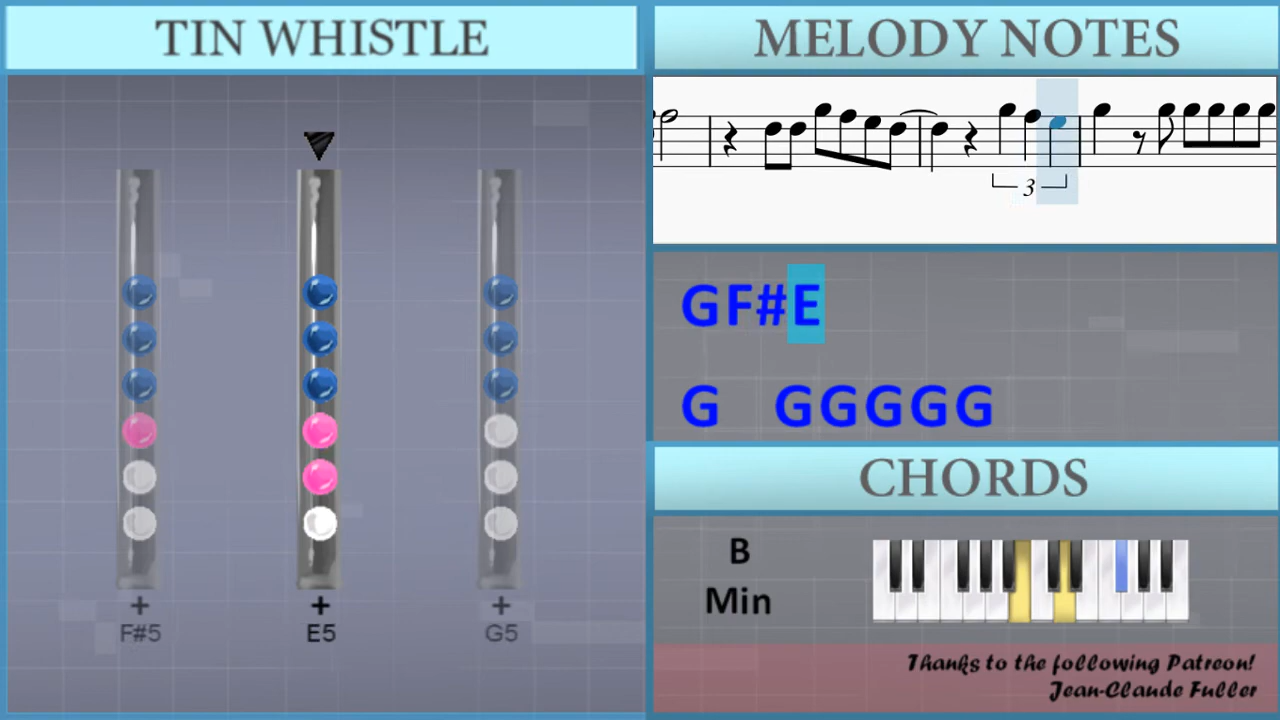 TIN WHISTLE
MELODY NOTES
3
GF#E
G GGGGG
+ + +
F#5 E5 G5
CHORDS
B
Min
Thanks to the following Patreon!
Jean-Claude Fuller